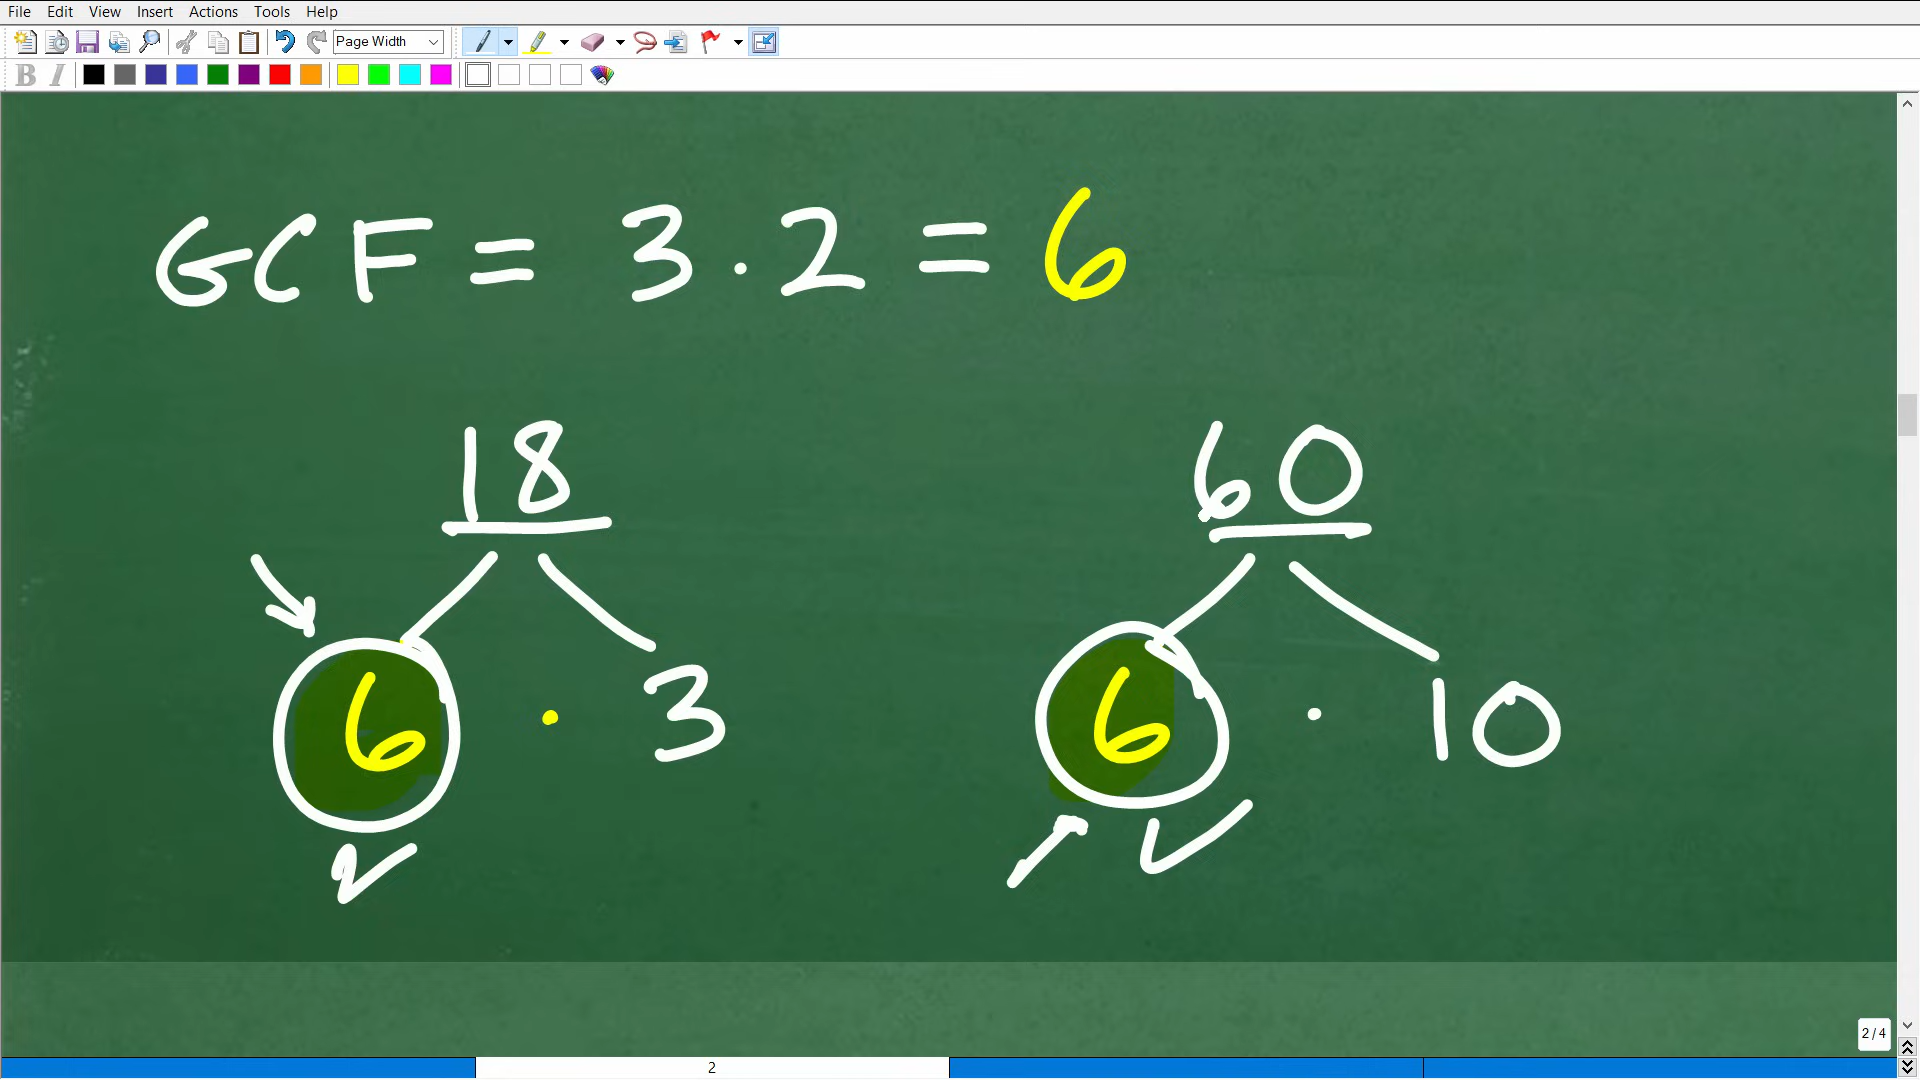 File Edit View Insert Actions Tools Help
Page Width
B I
GCF = 3 · 2 = 6
18 60
6 · 3 6 · 10
2/4
2